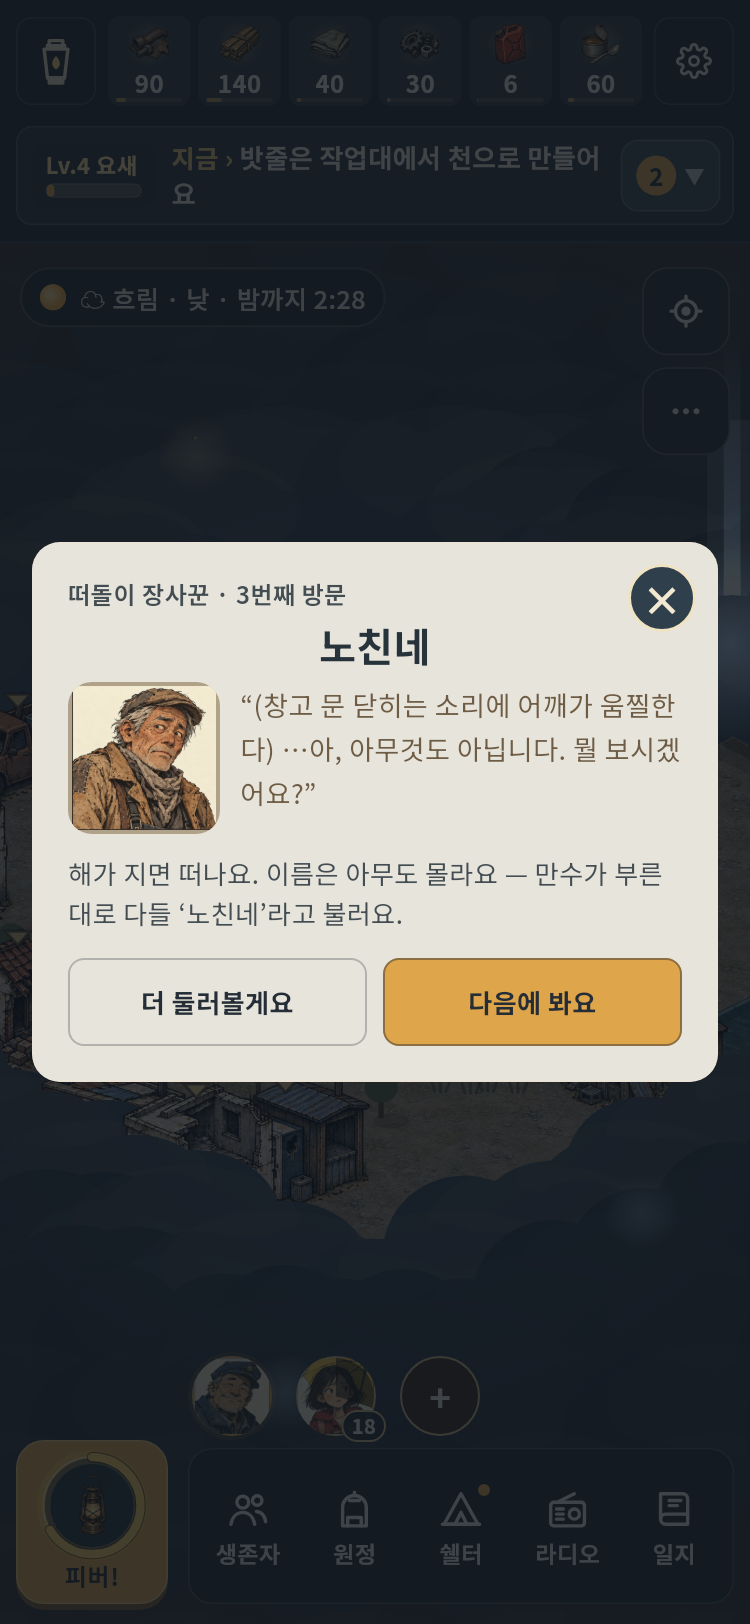 90 140 40 30 6 60
Lv.4 요새
지금 › 밧줄은 작업대에서 천으로 만들어
요
2 ▼
흐림 · 낮 · 밤까지 2:28
떠돌이 장사꾼 · 3번째 방문
노친네
“(창고 문 닫히는 소리에 어깨가 움찔한
다) …아, 아무것도 아닙니다. 뭘 보시겠
어요?”
해가 지면 떠나요. 이름은 아무도 몰라요 — 만수가 부른
대로 다들 ‘노친네’라고 불러요.
더 둘러볼게요
다음에 봐요
18
+
피버!
생존자
원정
쉘터
라디오
일지